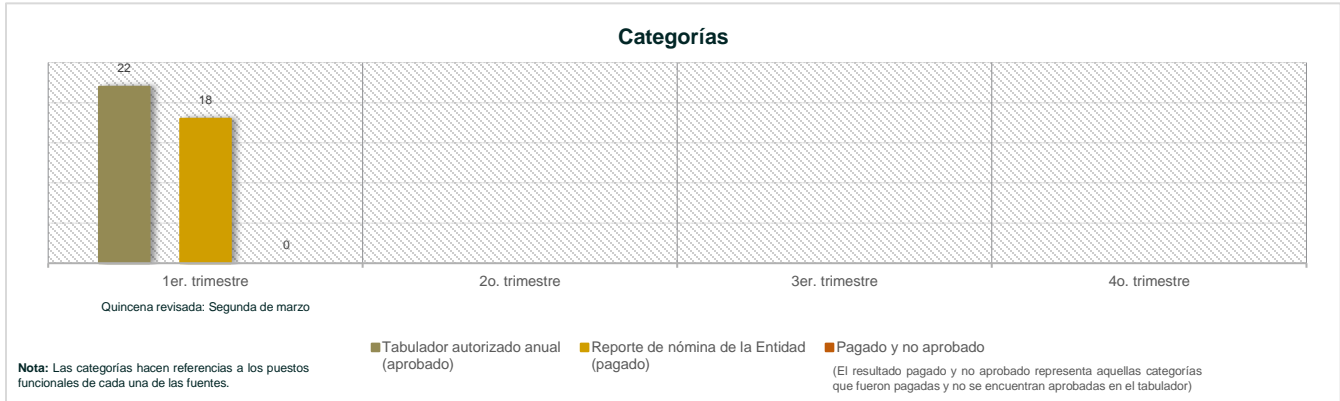 Categorías
22
18
0
1er. trimestre
2o. trimestre
3er. trimestre
4o. trimestre
Quincena revisada: Segunda de marzo
Tabulador autorizado anual
(aprobado)
Reporte de nómina de la Entidad
(pagado)
Pagado y no aprobado
(El resultado pagado y no aprobado representa aquellas categorías
que fueron pagadas y no se encuentran aprobadas en el tabulador)
Nota: Las categorías hacen referencias a los puestos
funcionales de cada una de las fuentes.